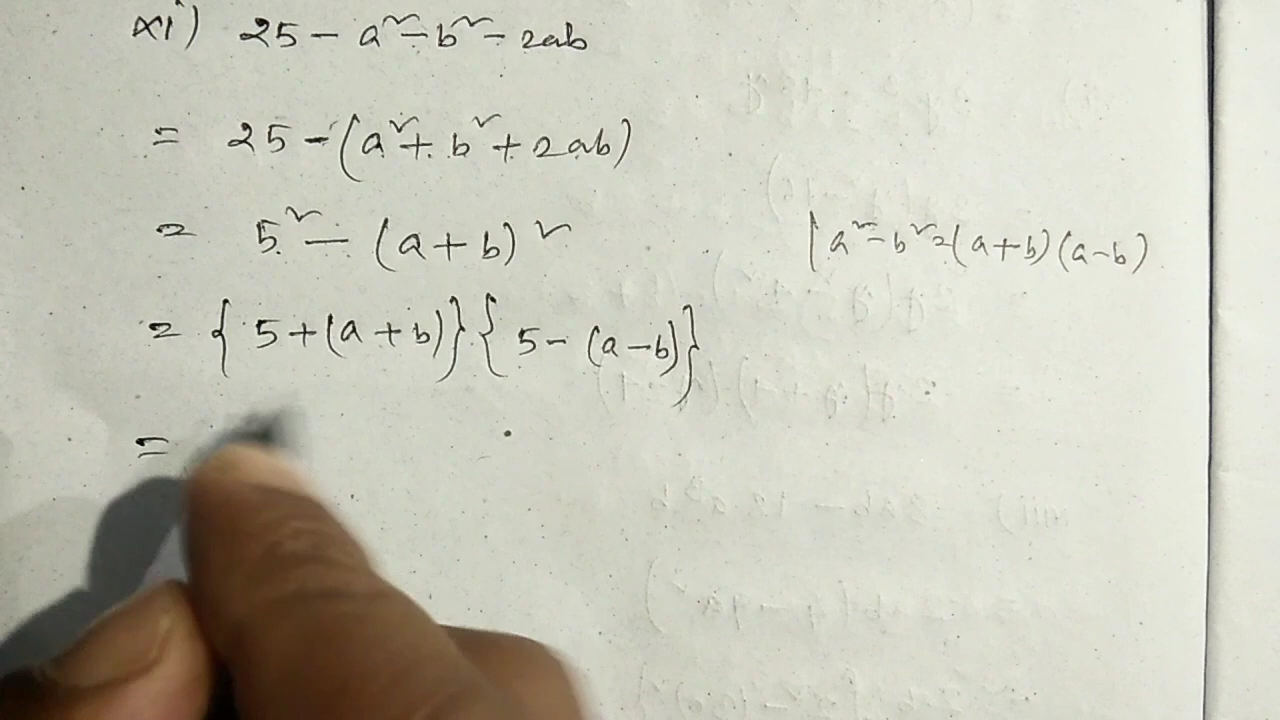 xi) 25 - a² - b² - 2ab
= 25 - (a² + b² + 2ab)
= 5² - (a + b)²
| a² - b² = (a + b)(a - b)
= {5 + (a + b)}{5 - (a - b)}
=